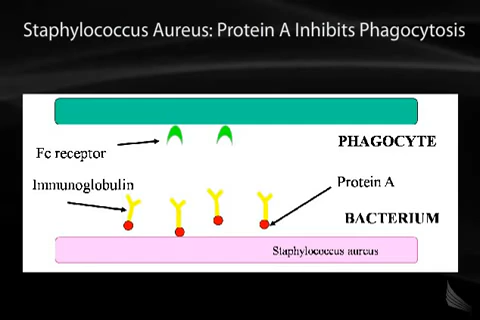 Staphylococcus Aureus: Protein A Inhibits Phagocytosis
PHAGOCYTE
Fc receptor
Immunoglobulin
Protein A
BACTERIUM
Staphylococcus aureus